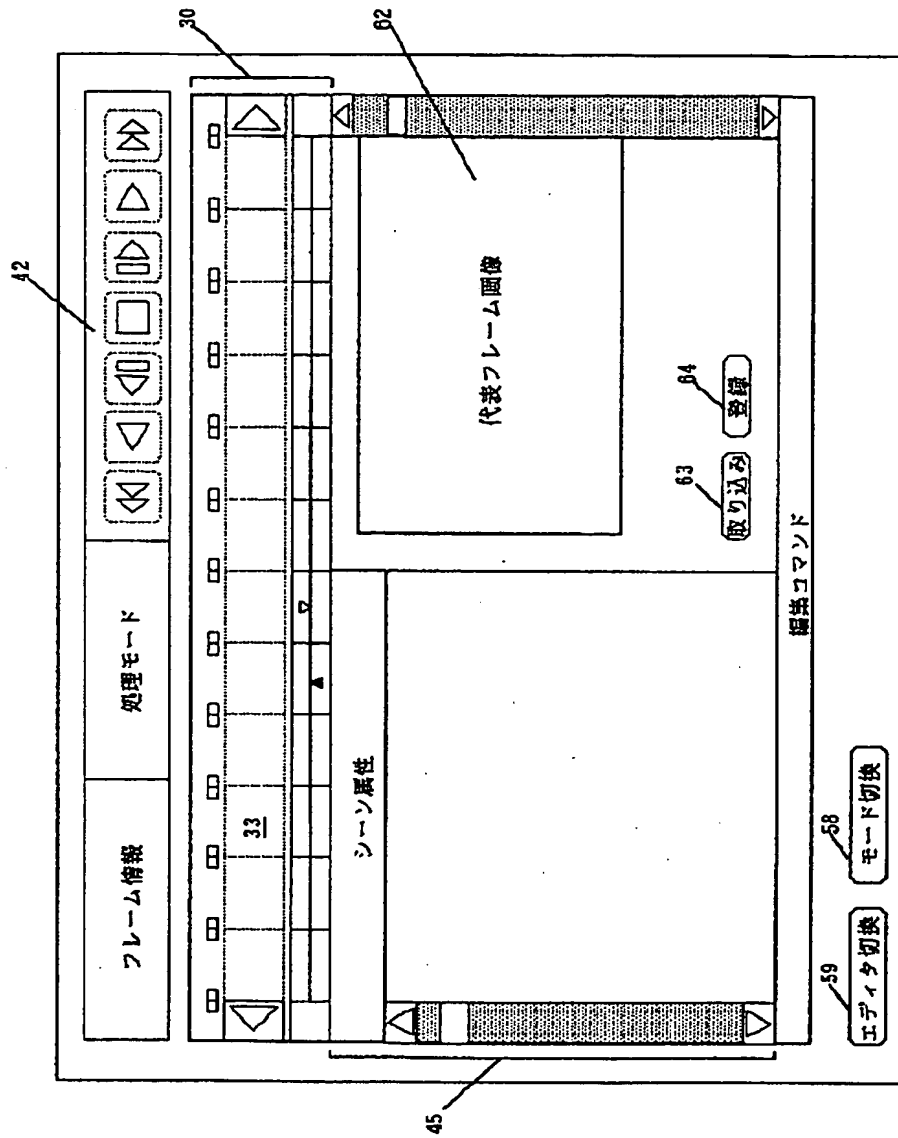 42
30
フレーム情報
処理モード
33
シーン属性
代表フレーム画像
62
45
63
取り込み
64
登録
編集コマンド
59
エディタ切換
58
モード切換